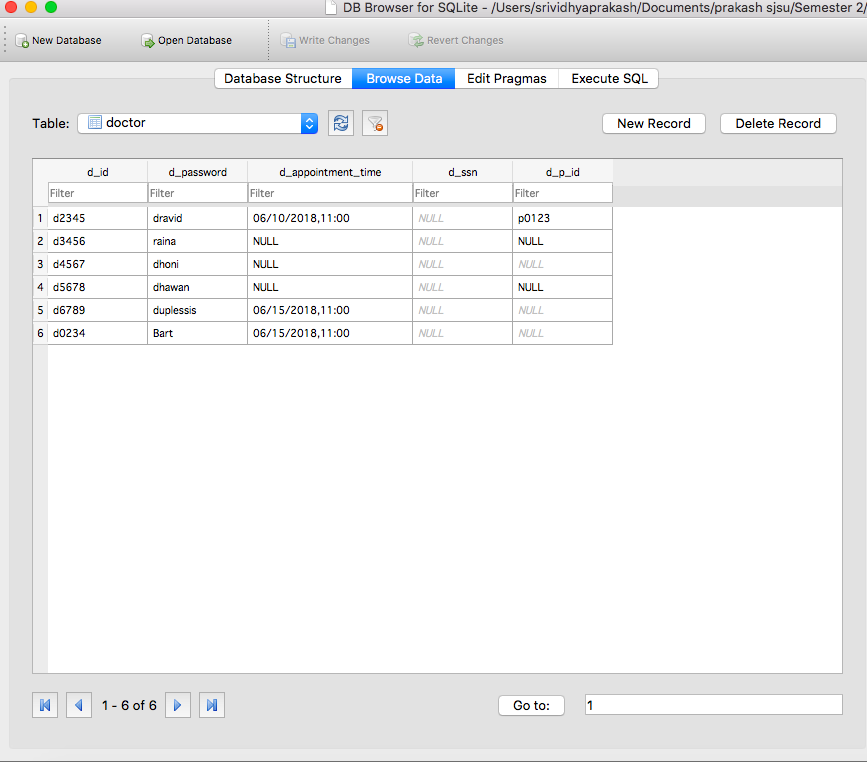 DB Browser for SQLite - /Users/srividhyaprakash/Documents/prakash sjsu/Semester 2/
New Database Open Database Write Changes Revert Changes
Database Structure Browse Data Edit Pragmas Execute SQL
Table: doctor New Record Delete Record
d_id d_password d_appointment_time d_ssn d_p_id
Filter Filter Filter Filter Filter
1 d2345 dravid 06/10/2018,11:00 NULL p0123
2 d3456 raina NULL NULL NULL
3 d4567 dhoni NULL NULL NULL
4 d5678 dhawan NULL NULL NULL
5 d6789 duplessis 06/15/2018,11:00 NULL NULL
6 d0234 Bart 06/15/2018,11:00 NULL NULL
1 - 6 of 6 Go to: 1